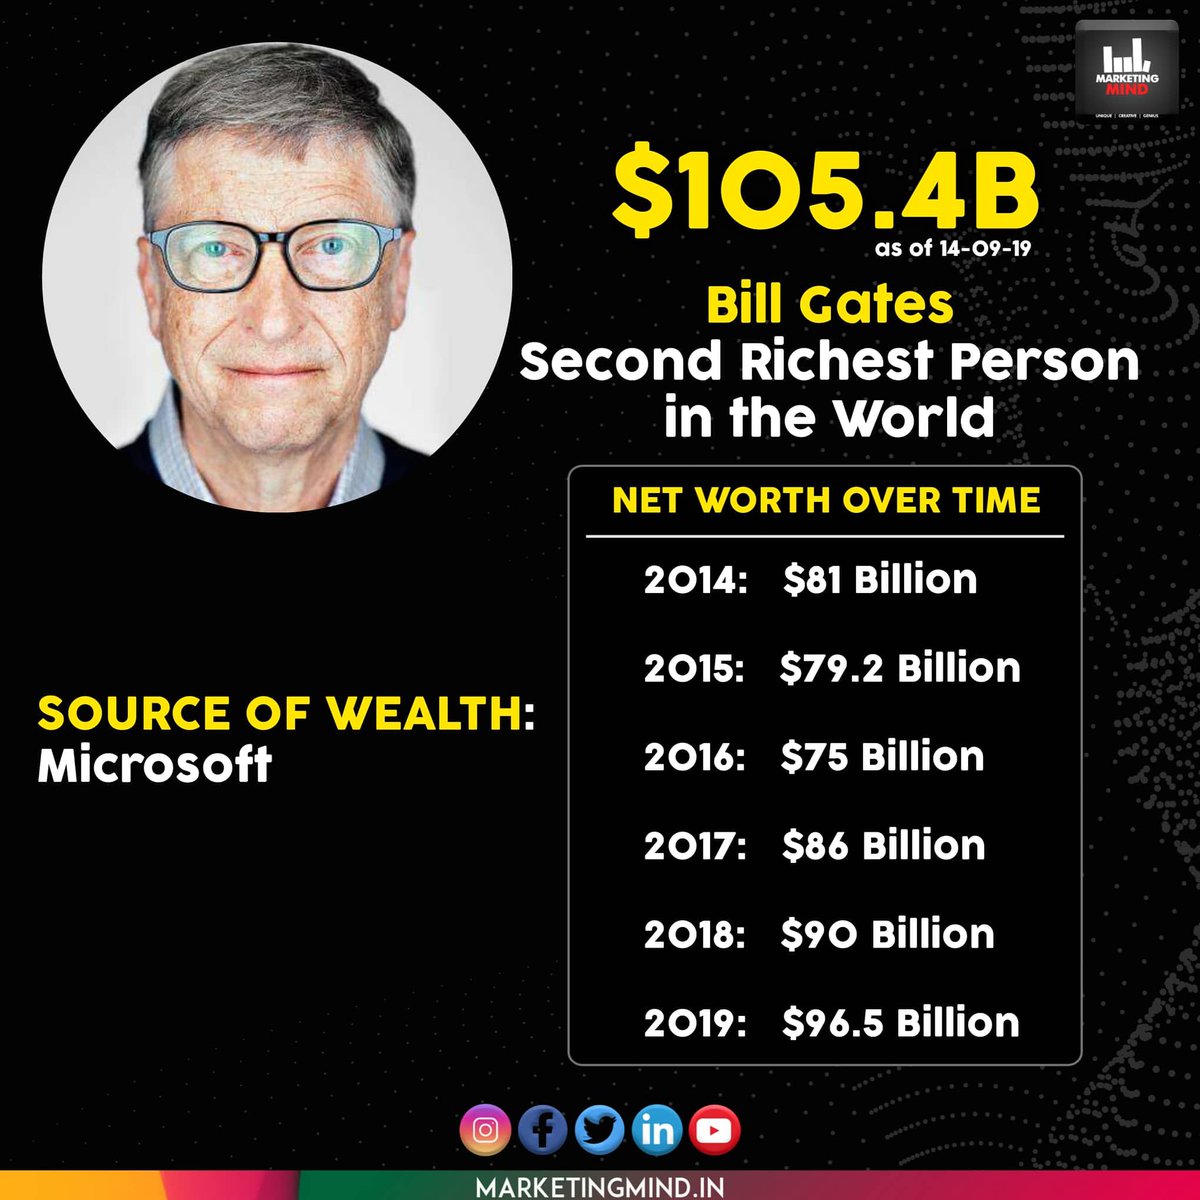 MARKETING
MIND
UNIQUE | CREATIVE | GENIUS
$105.4B
as of 14-09-19
Bill Gates
Second Richest Person
in the World
NET WORTH OVER TIME
2014: $81 Billion
2015: $79.2 Billion
2016: $75 Billion
2017: $86 Billion
2018: $90 Billion
2019: $96.5 Billion
SOURCE OF WEALTH:
Microsoft
MARKETINGMIND.IN